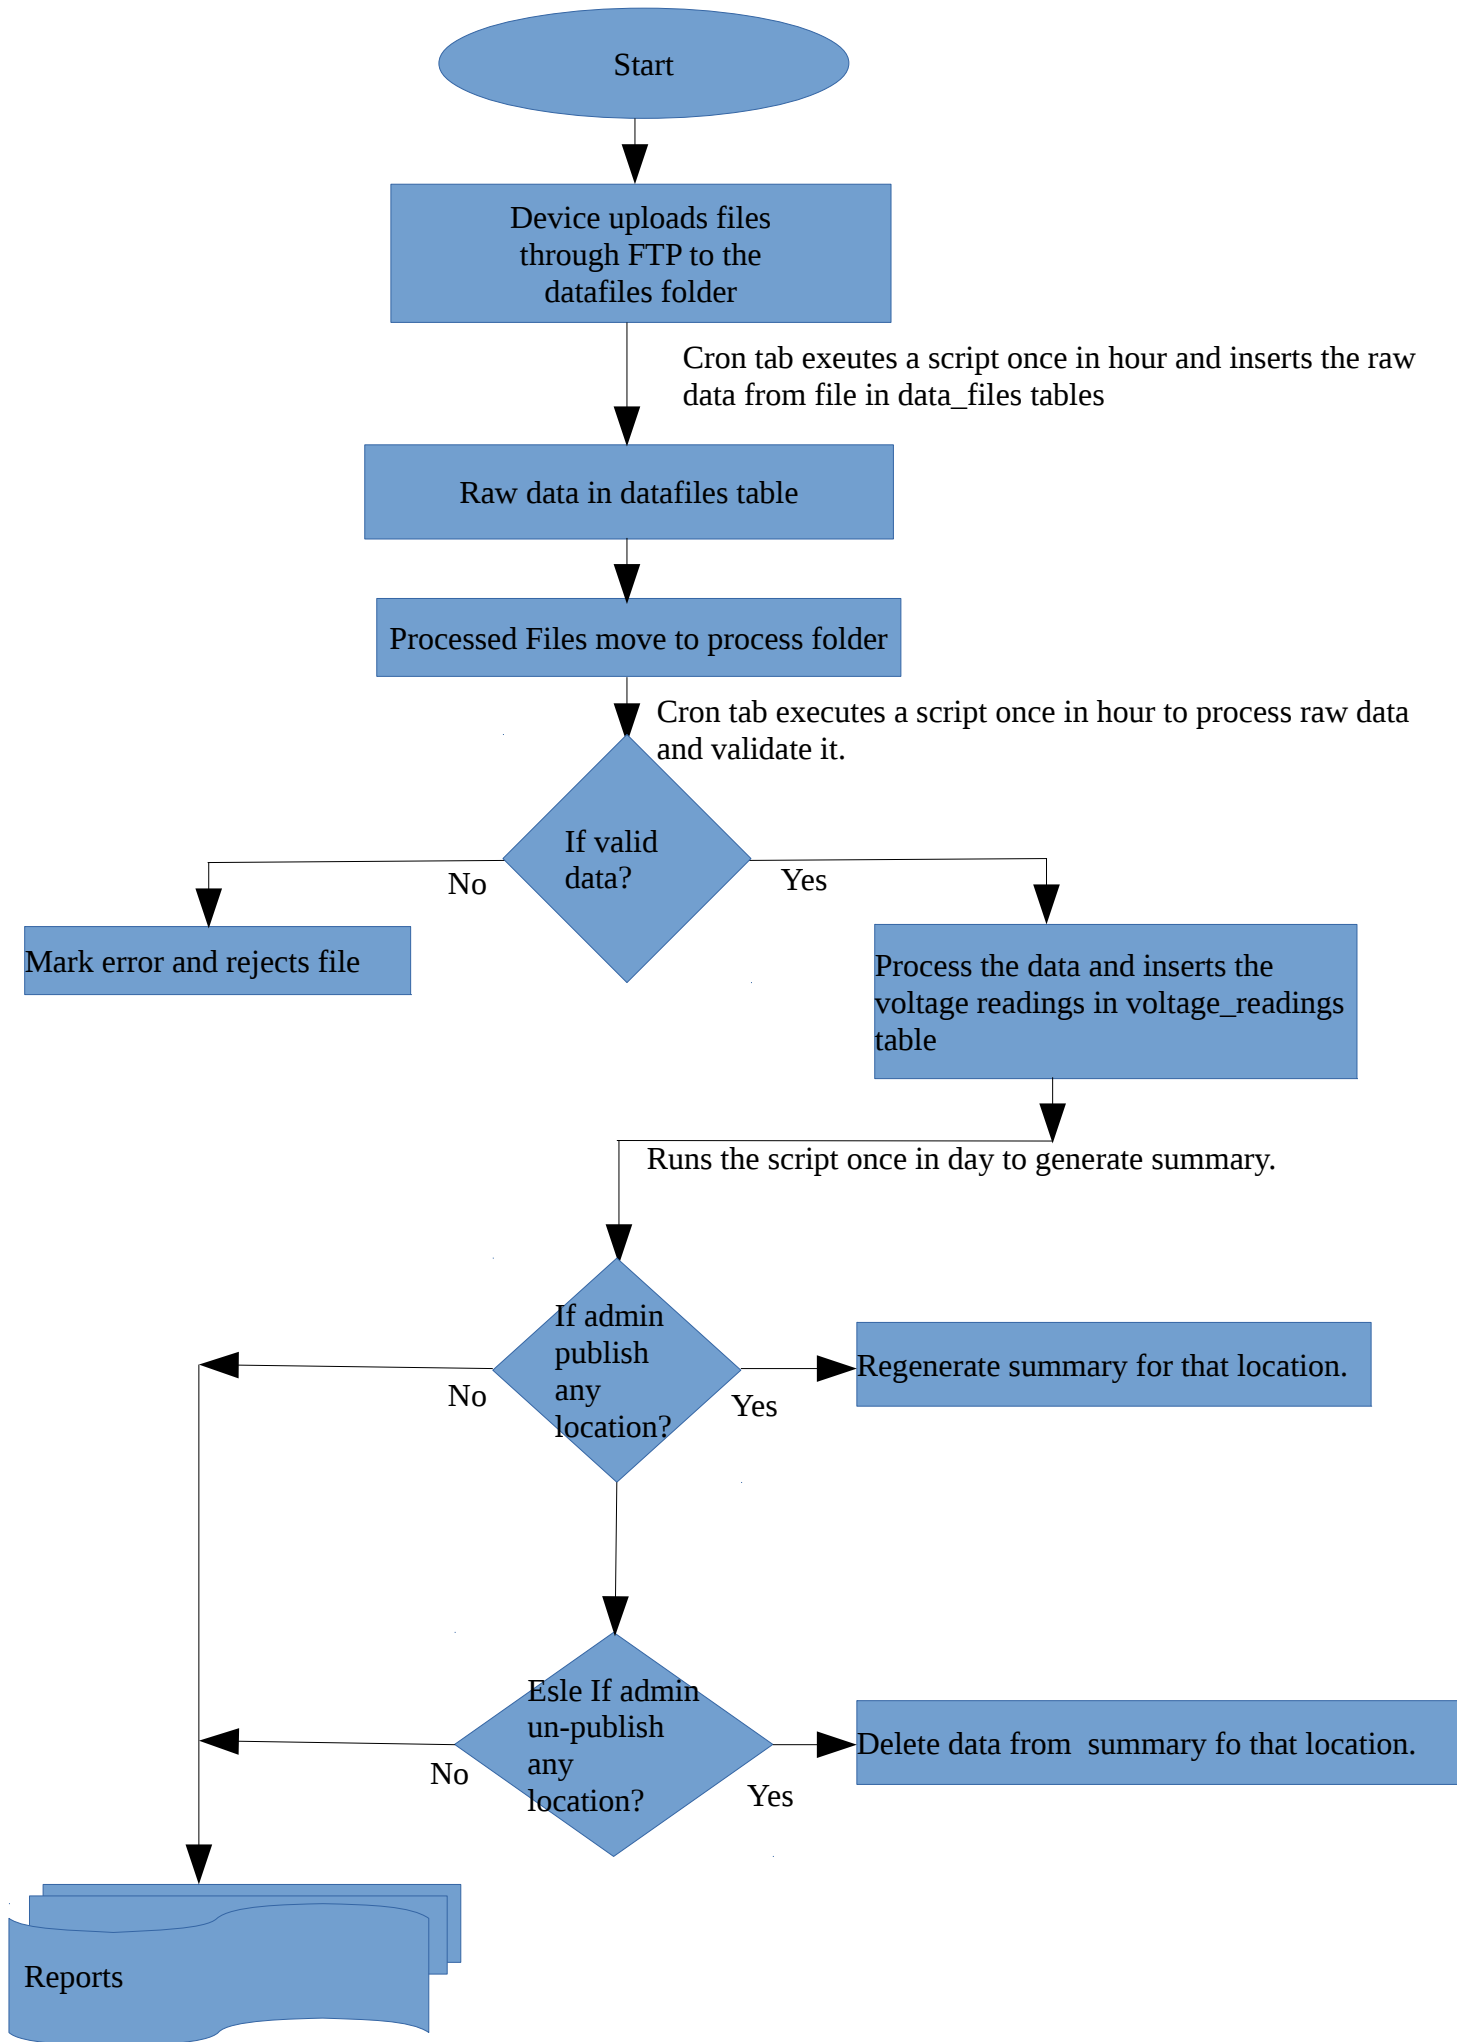 Start
Device uploads files
through FTP to the
datafiles folder
Cron tab exeutes a script once in hour and inserts the raw
data from file in data_files tables
Raw data in datafiles table
Processed Files move to process folder
Cron tab executes a script once in hour to process raw data
and validate it.
If valid
data?
No
Yes
Mark error and rejects file
Process the data and inserts the
voltage readings in voltage_readings
table
Runs the script once in day to generate summary.
If admin
publish
any
location?
No
Yes
Regenerate summary for that location.
Esle If admin
un-publish
any
location?
No
Yes
Delete data from  summary fo that location.
Reports